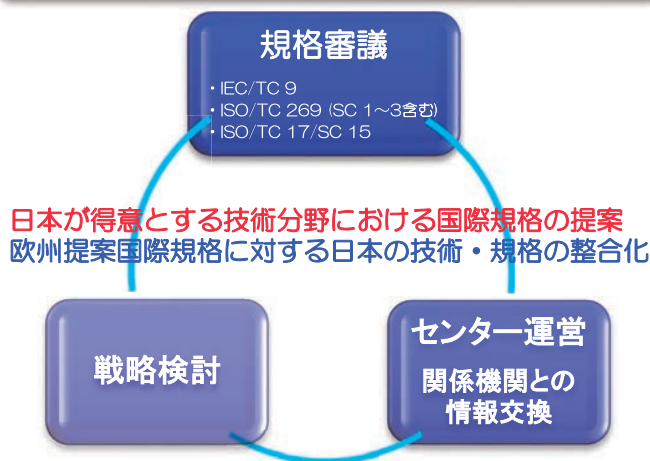 規格審議
・IEC/TC 9
・ISO/TC 269 (SC 1～3含む)
・ISO/TC 17/SC 15
日本が得意とする技術分野における国際規格の提案
欧州提案国際規格に対する日本の技術・規格の整合化
戦略検討
センター運営
関係機関との
情報交換